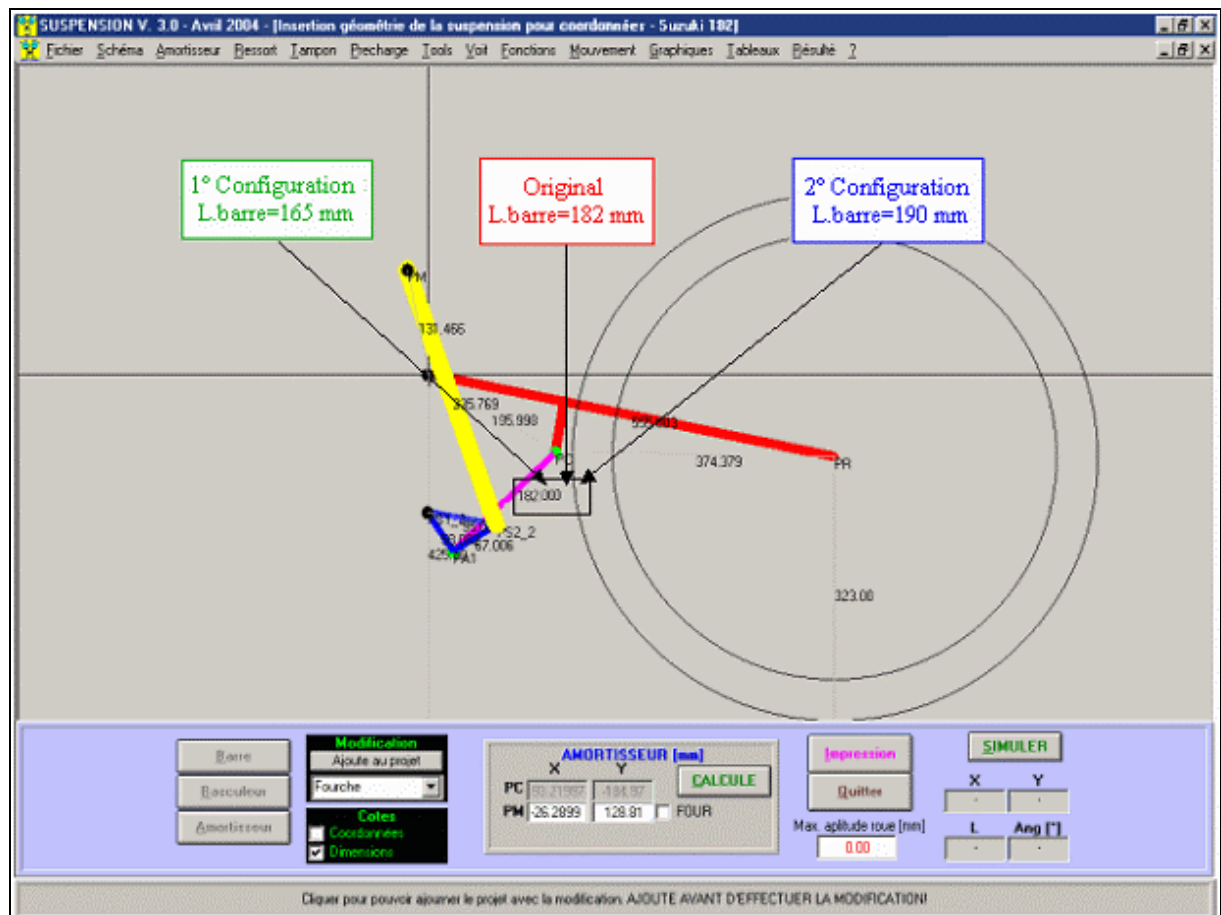 SUSPENSION V. 3.0 - Avril 2004 - [Insertion géométrie de la suspension pour coordonnées - Suzuki 182]
Fichier Schéma Amortisseur Ressort Tampon Precharge Tools Voit Fonctions Mouvement Graphiques Tableaux Résulté ?
1° Configuration
L.barre=165 mm
Original
L.barre=182 mm
2° Configuration
L.barre=190 mm
PM
131.466
335.769
195.998
PC
374.379
PR
182.000
PS2_2
67.006
PA1
323.00
Barre
Basculeur
Amortisseur
Modification
Ajoute au projet
Fourche
Cotes
Coordonnées
Dimensions
AMORTISSEUR [mm]
X Y
PC
PM -26.2899 128.81 FOUR
CALCULE
Impression
Quitter
Max. aplitude roue [mm]
0.00
SIMULER
X Y
L Ang [°]
Cliquer pour pouvoir ajourner le projet avec la modification. AJOUTE AVANT D'EFFECTUER LA MODIFICATION!